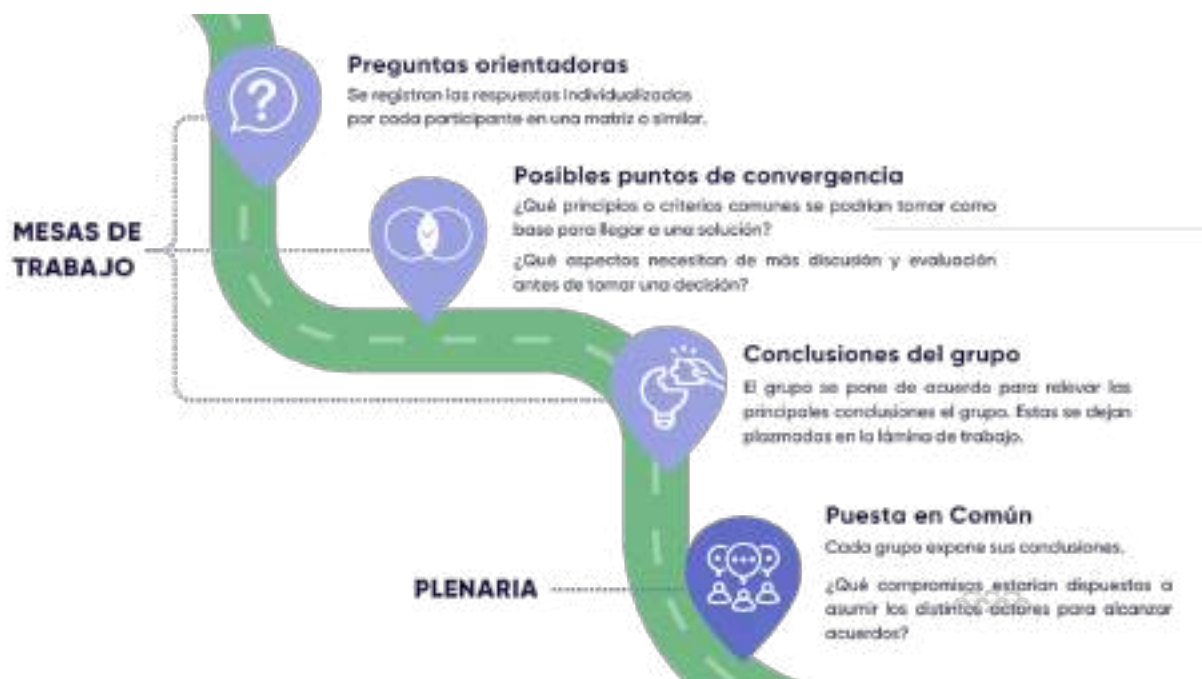 Preguntas orientadoras
Se registran las respuestas individualizadas
por cada participante en una matriz o similar.
Posibles puntos de convergencia
¿Qué principios o criterios comunes se podrían tomar como
base para llegar a una solución?
¿Qué aspectos necesitan de más discusión y evaluación
antes de tomar una decisión?
MESAS DE
TRABAJO
Conclusiones del grupo
El grupo se pone de acuerdo para relevar las
principales conclusiones el grupo. Estas se dejan
plazmadas en la lámina de trabajo.
Puesta en Común
Cada grupo expone sus conclusiones.
PLENARIA
¿Qué compromisos estarían dispuestos a
asumir los distintos actores para alcanzar
acuerdos?